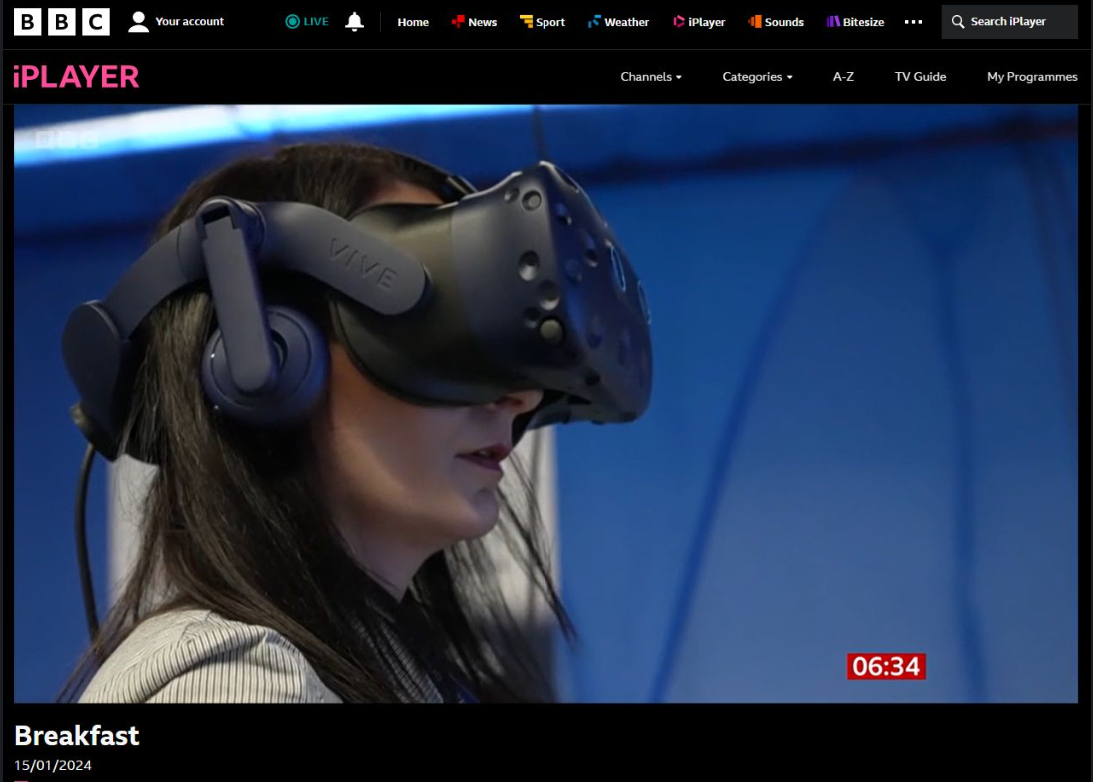 BBC Your account LIVE Home News Sport Weather iPlayer Sounds Bitesize ... Search iPlayer
iPLAYER Channels Categories A-Z TV Guide My Programmes
BBC
VIVE
06:34
Breakfast
15/01/2024